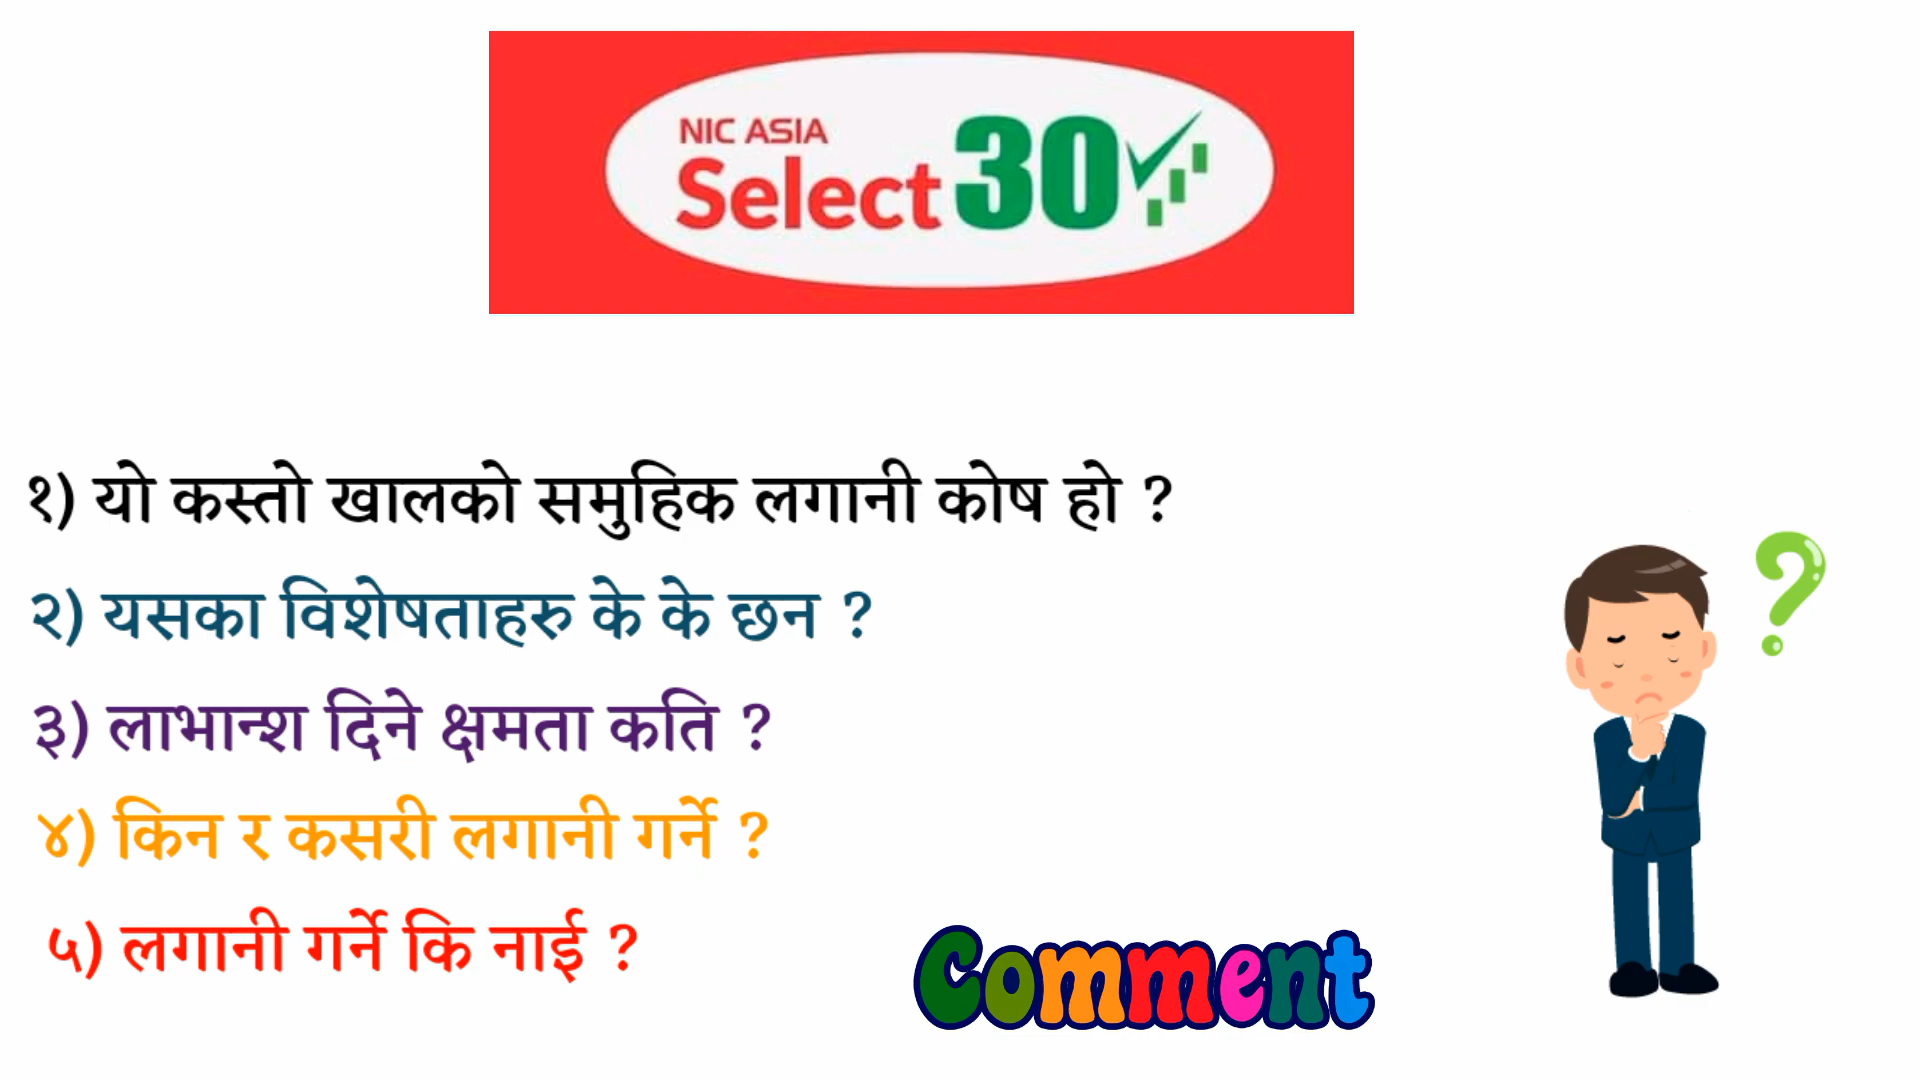 NIC ASIA
Select 30
१) यो कस्तो खालको समुहिक लगानी कोष हो ?
२) यसका विशेषताहरु के के छन ?
३) लाभान्श दिने क्षमता कति ?
४) किन र कसरी लगानी गर्ने ?
५) लगानी गर्ने कि नाई ?
Comment